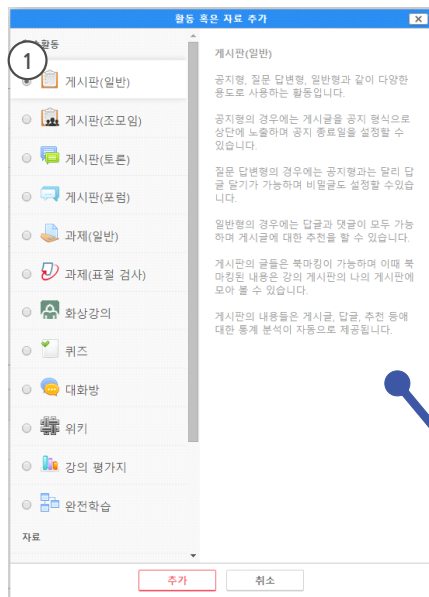 활동 혹은 자료 추가
활동
1
게시판(일반)
게시판(조모임)
게시판(토론)
게시판(포럼)
과제(일반)
과제(표절 검사)
화상강의
퀴즈
대화방
위키
강의 평가지
완전학습
자료
게시판(일반)
공지형, 질문 답변형, 일반형과 같이 다양한
용도로 사용하는 활동입니다.
공지형의 경우에는 게시글을 공지 형식으로
상단에 노출하며 공지 종료일을 설정할 수
있습니다.
질문 답변형의 경우에는 공지형과는 달리 답
글 달기가 가능하며 비밀글도 설정할 수있습
니다.
일반형의 경우에는 답글과 댓글이 모두 가능
하며 게시글에 대한 추천을 할 수 있습니다.
게시판의 글들은 북마킹이 가능하며 이때 북
마킹된 내용은 강의 게시판의 나의 게시판에
모아 볼 수 있습니다.
게시판의 내용들은 게시글, 답글, 추천 등에
대한 통계 분석이 자동으로 제공됩니다.
추가
취소